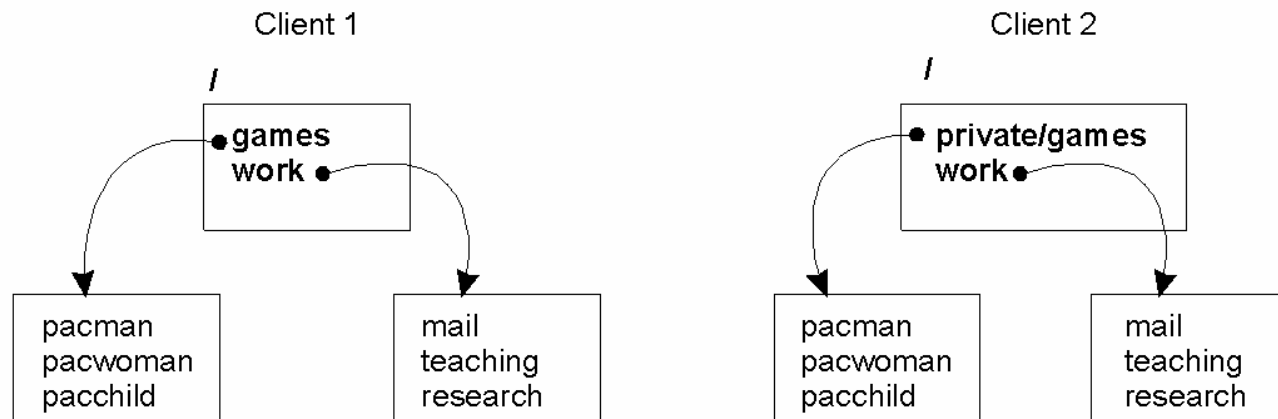 Client 1
/
games
work
pacman
pacwoman
pacchild
mail
teaching
research
Client 2
/
private/games
work
pacman
pacwoman
pacchild
mail
teaching
research